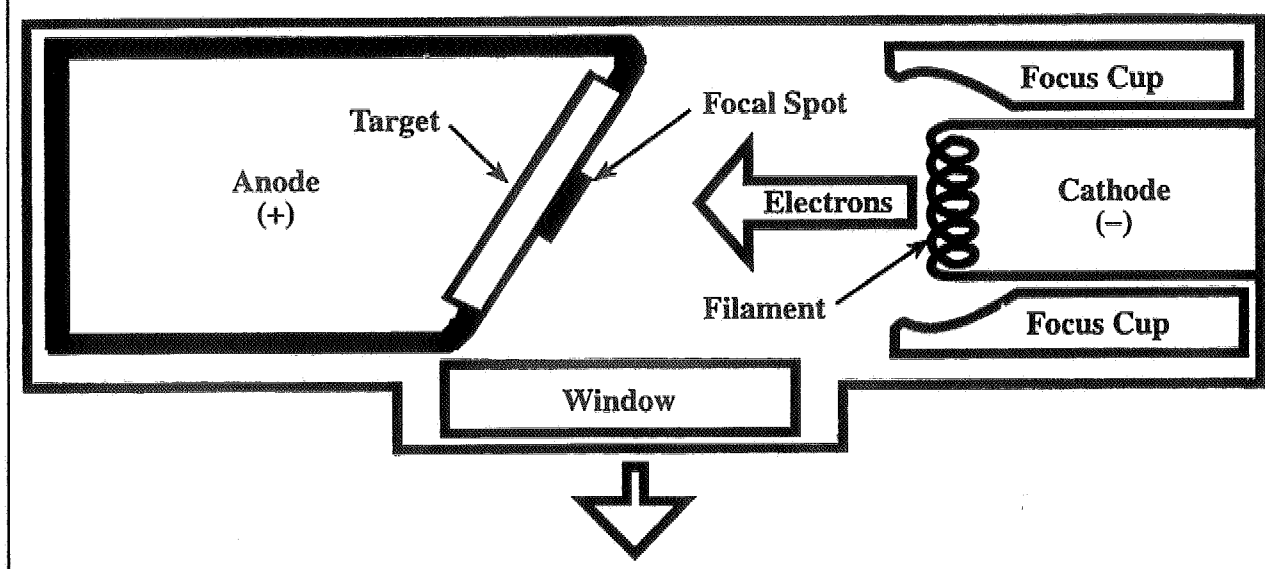 Focus Cup
Target
Focal Spot
Anode
(+)
Electrons
Cathode
(–)
Filament
Focus Cup
Window